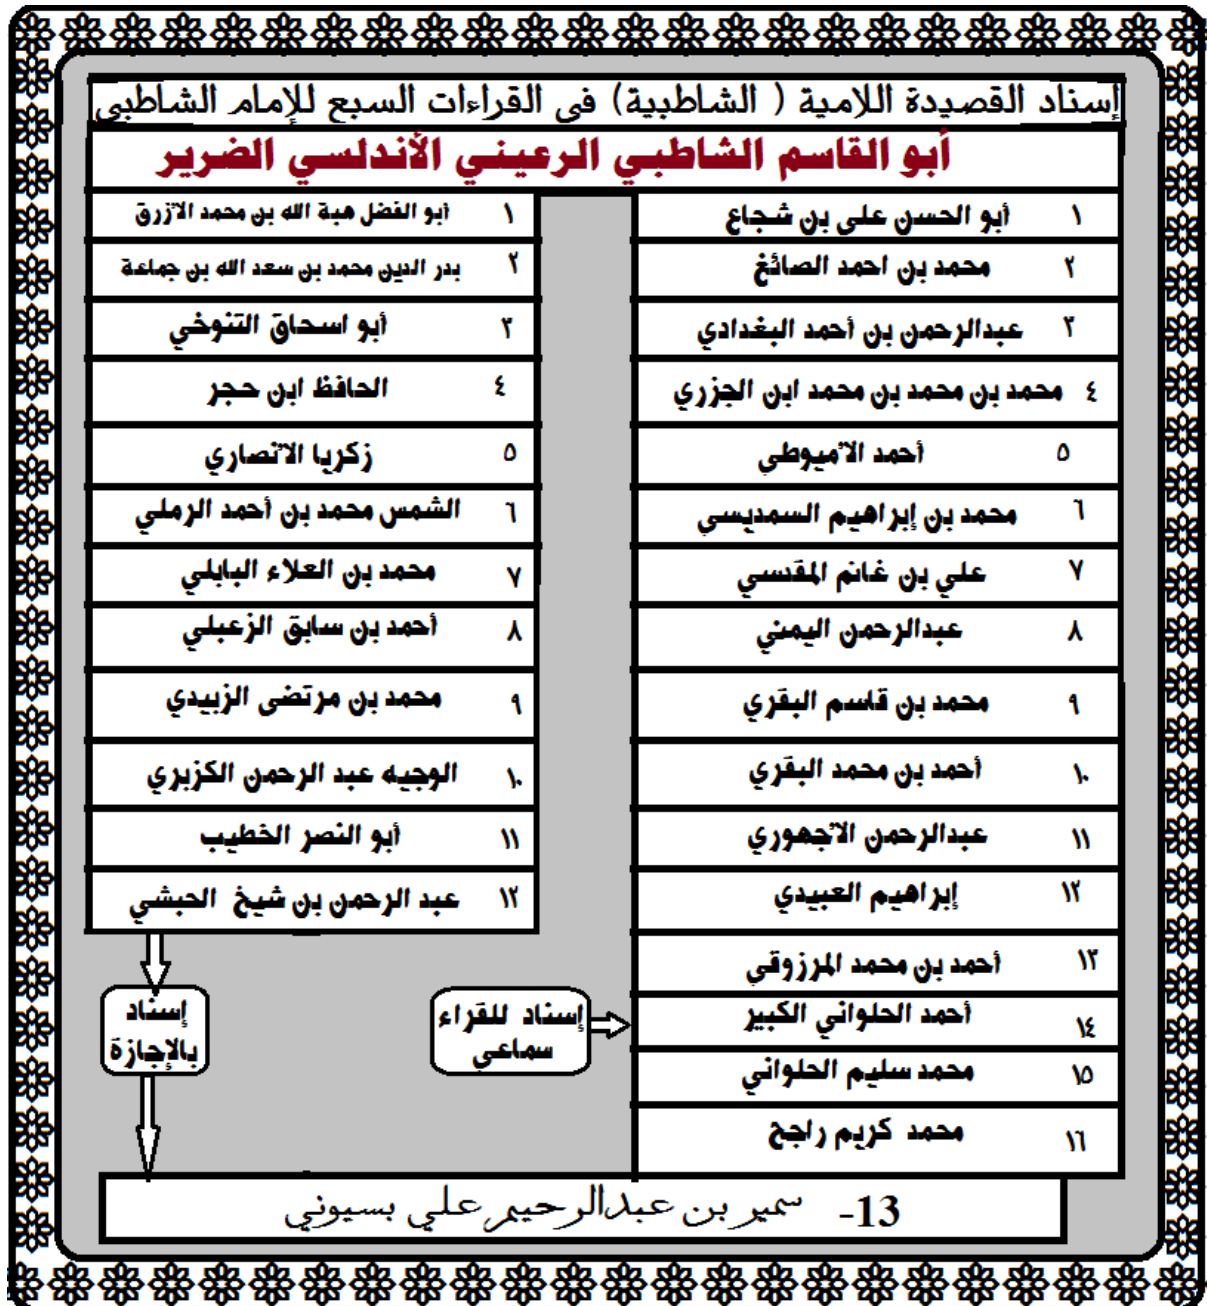 إسناد القصيدة اللامية ( الشاطبية) فى القراءات السبع للإمام الشاطبى
أبو القاسم الشاطبي الرعيني الأندلسي الضرير
١ أبو الحسن على بن شجاع
٢ محمد بن احمد الصائغ
٣ عبدالرحمن بن أحمد البغدادي
٤ محمد بن محمد بن محمد ابن الجزري
٥ أحمد الأميوطي
٦ محمد بن إبراهيم السمديسي
٧ علي بن غانم المقدسي
٨ عبدالرحمن اليمني
٩ محمد بن قاسم البقري
١٠ أحمد بن محمد البقري
١١ عبدالرحمن الأجهوري
١٢ إبراهيم العبيدي
١٣ أحمد بن محمد المرزوقي
١٤ أحمد الحلواني الكبير
١٥ محمد سليم الحلواني
١٦ محمد كريم راجح
إسناد للقراء
سماعي
١ أبو الفضل هبة الله بن محمد الأزرق
٢ بدر الدين محمد بن سعد الله بن جماعة
٣ أبو اسحاق التنوخي
٤ الحافظ ابن حجر
٥ زكريا الأنصاري
٦ الشمس محمد بن أحمد الرملي
٧ محمد بن العلاء البابلي
٨ أحمد بن سابق الزعبلي
٩ محمد بن مرتضى الزبيدي
١٠ الوجيه عبد الرحمن الكزبري
١١ أبو النصر الخطيب
١٢ عبد الرحمن بن شيخ الحبشي
إسناد
بالإجازة
13- سمير بن عبدالرحيم علي بسيوني